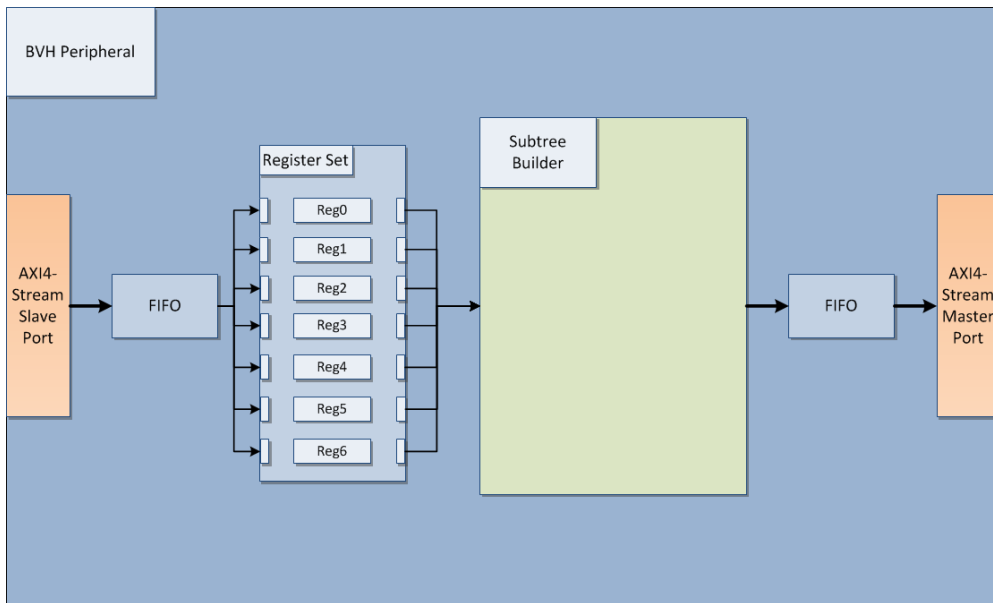 BVH Peripheral
AXI4-
Stream
Slave
Port
FIFO
Register Set
Reg0
Reg1
Reg2
Reg3
Reg4
Reg5
Reg6
Subtree
Builder
FIFO
AXI4-
Stream
Master
Port